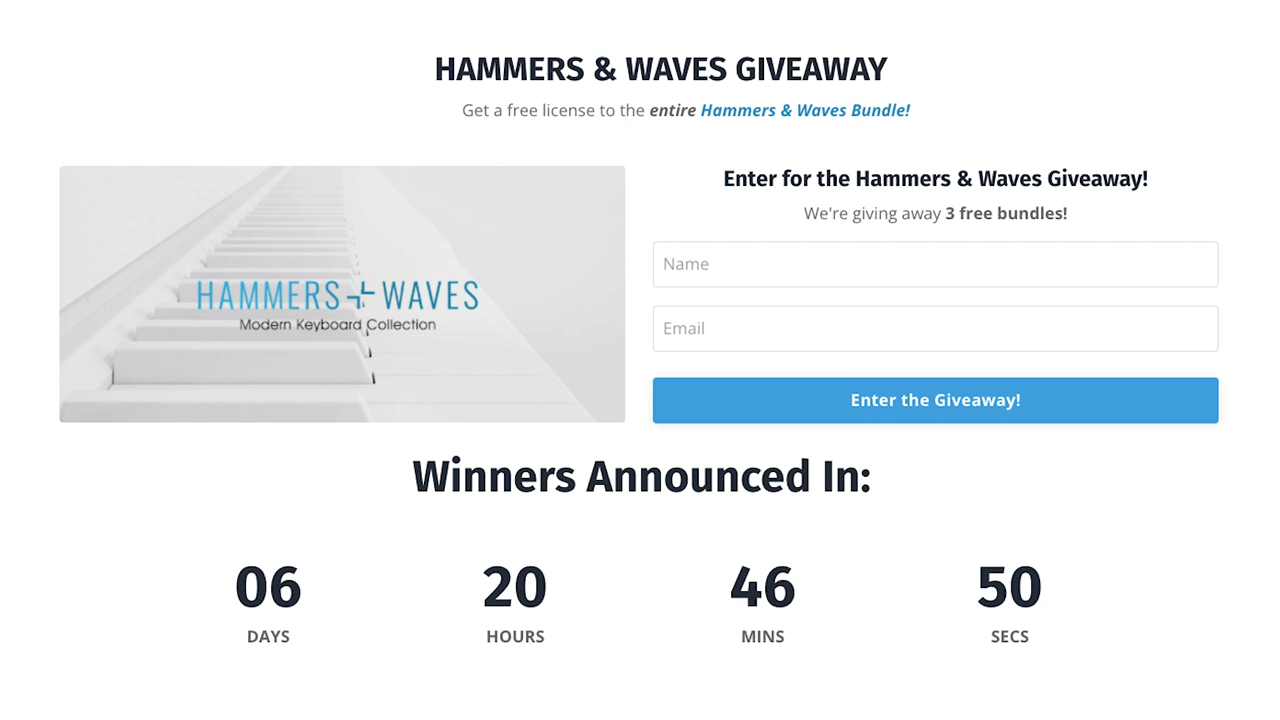 HAMMERS & WAVES GIVEAWAY
Get a free license to the entire Hammers & Waves Bundle!
HAMMERS + WAVES
Modern Keyboard Collection
Enter for the Hammers & Waves Giveaway!
We're giving away 3 free bundles!
Name
Email
Enter the Giveaway!
Winners Announced In:
06 20 46 50
DAYS HOURS MINS SECS